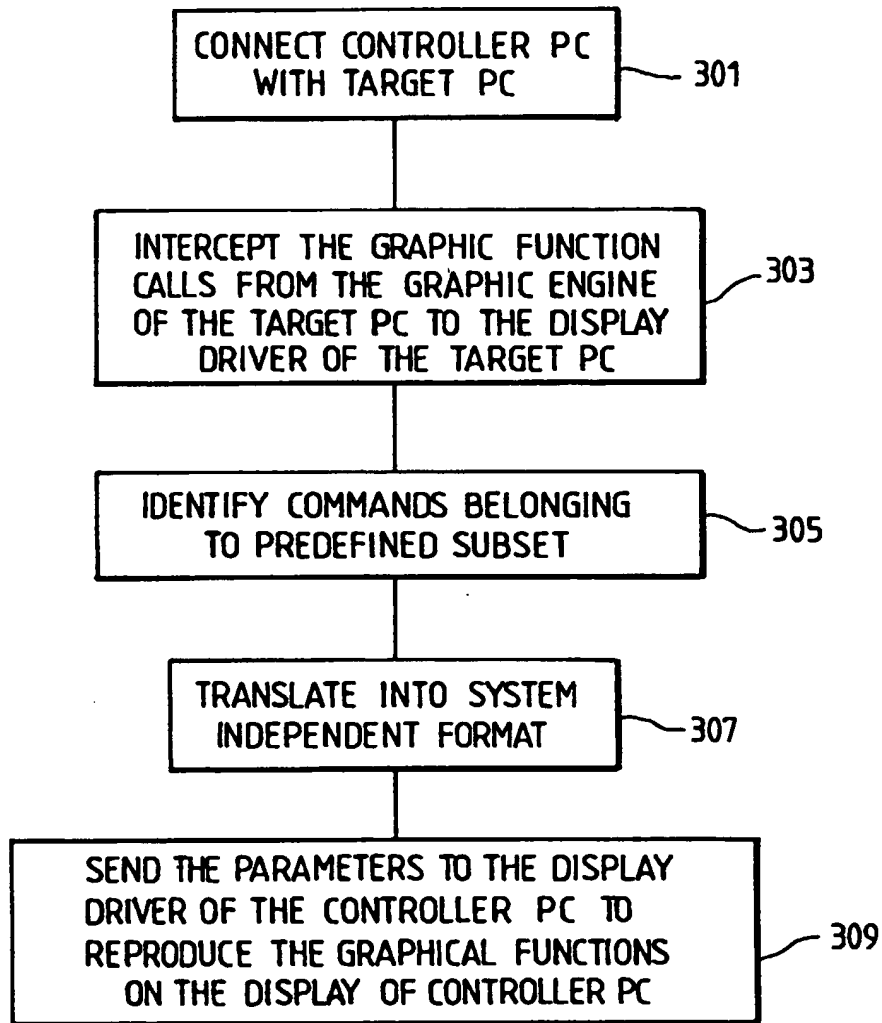 CONNECT CONTROLLER PC
WITH TARGET PC
301
INTERCEPT THE GRAPHIC FUNCTION
CALLS FROM THE GRAPHIC ENGINE
OF THE TARGET PC TO THE DISPLAY
DRIVER OF THE TARGET PC
303
IDENTIFY COMMANDS BELONGING
TO PREDEFINED SUBSET
305
TRANSLATE INTO SYSTEM
INDEPENDENT FORMAT
307
SEND THE PARAMETERS TO THE DISPLAY
DRIVER OF THE CONTROLLER PC TO
REPRODUCE THE GRAPHICAL FUNCTIONS
ON THE DISPLAY OF CONTROLLER PC
309